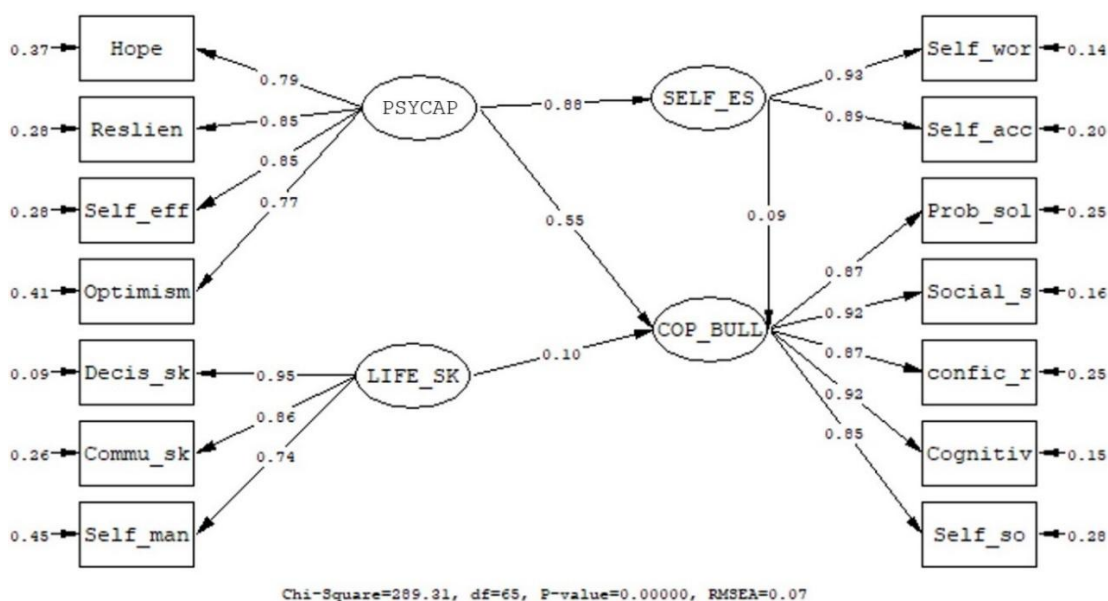 0.37 Hope
0.79
PSYCAP
0.88
SELF_ES
0.93
Self_wor 0.14
0.28 Reslien
0.85
0.89
Self_acc 0.20
0.85
0.28 Self_eff
0.77
0.55
0.09
Prob_sol 0.25
0.41 Optimism
0.87
Social_s 0.16
0.92
COP_BULL
0.09 Decis_sk
0.95
LIFE_SK
0.10
0.87
confic_r 0.25
0.86
0.92
0.26 Commu_sk
0.74
0.85
Cognitiv 0.15
0.45 Self_man
Self_so 0.28
Chi-Square=289.31, df=65, P-value=0.00000, RMSEA=0.07